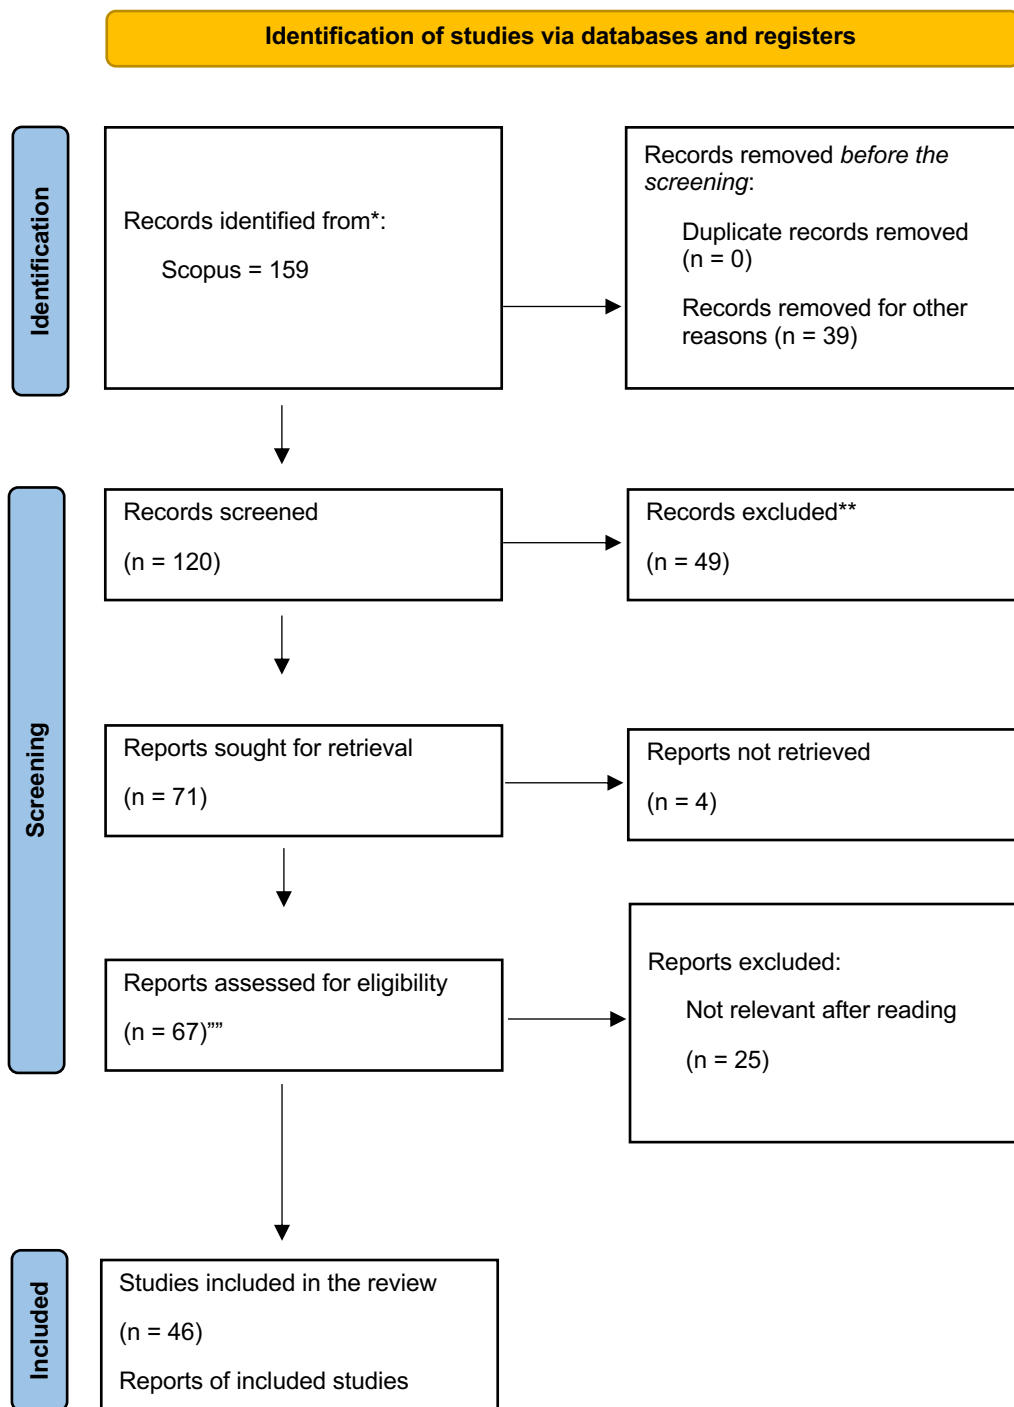 Identification of studies via databases and registers
Identification
Records identified from*:
Scopus = 159
Records removed before the
screening:
Duplicate records removed
(n = 0)
Records removed for other
reasons (n = 39)
Screening
Records screened
(n = 120)
Records excluded**
(n = 49)
Reports sought for retrieval
(n = 71)
Reports not retrieved
(n = 4)
Reports assessed for eligibility
(n = 67)””
Reports excluded:
Not relevant after reading
(n = 25)
Included
Studies included in the review
(n = 46)
Reports of included studies